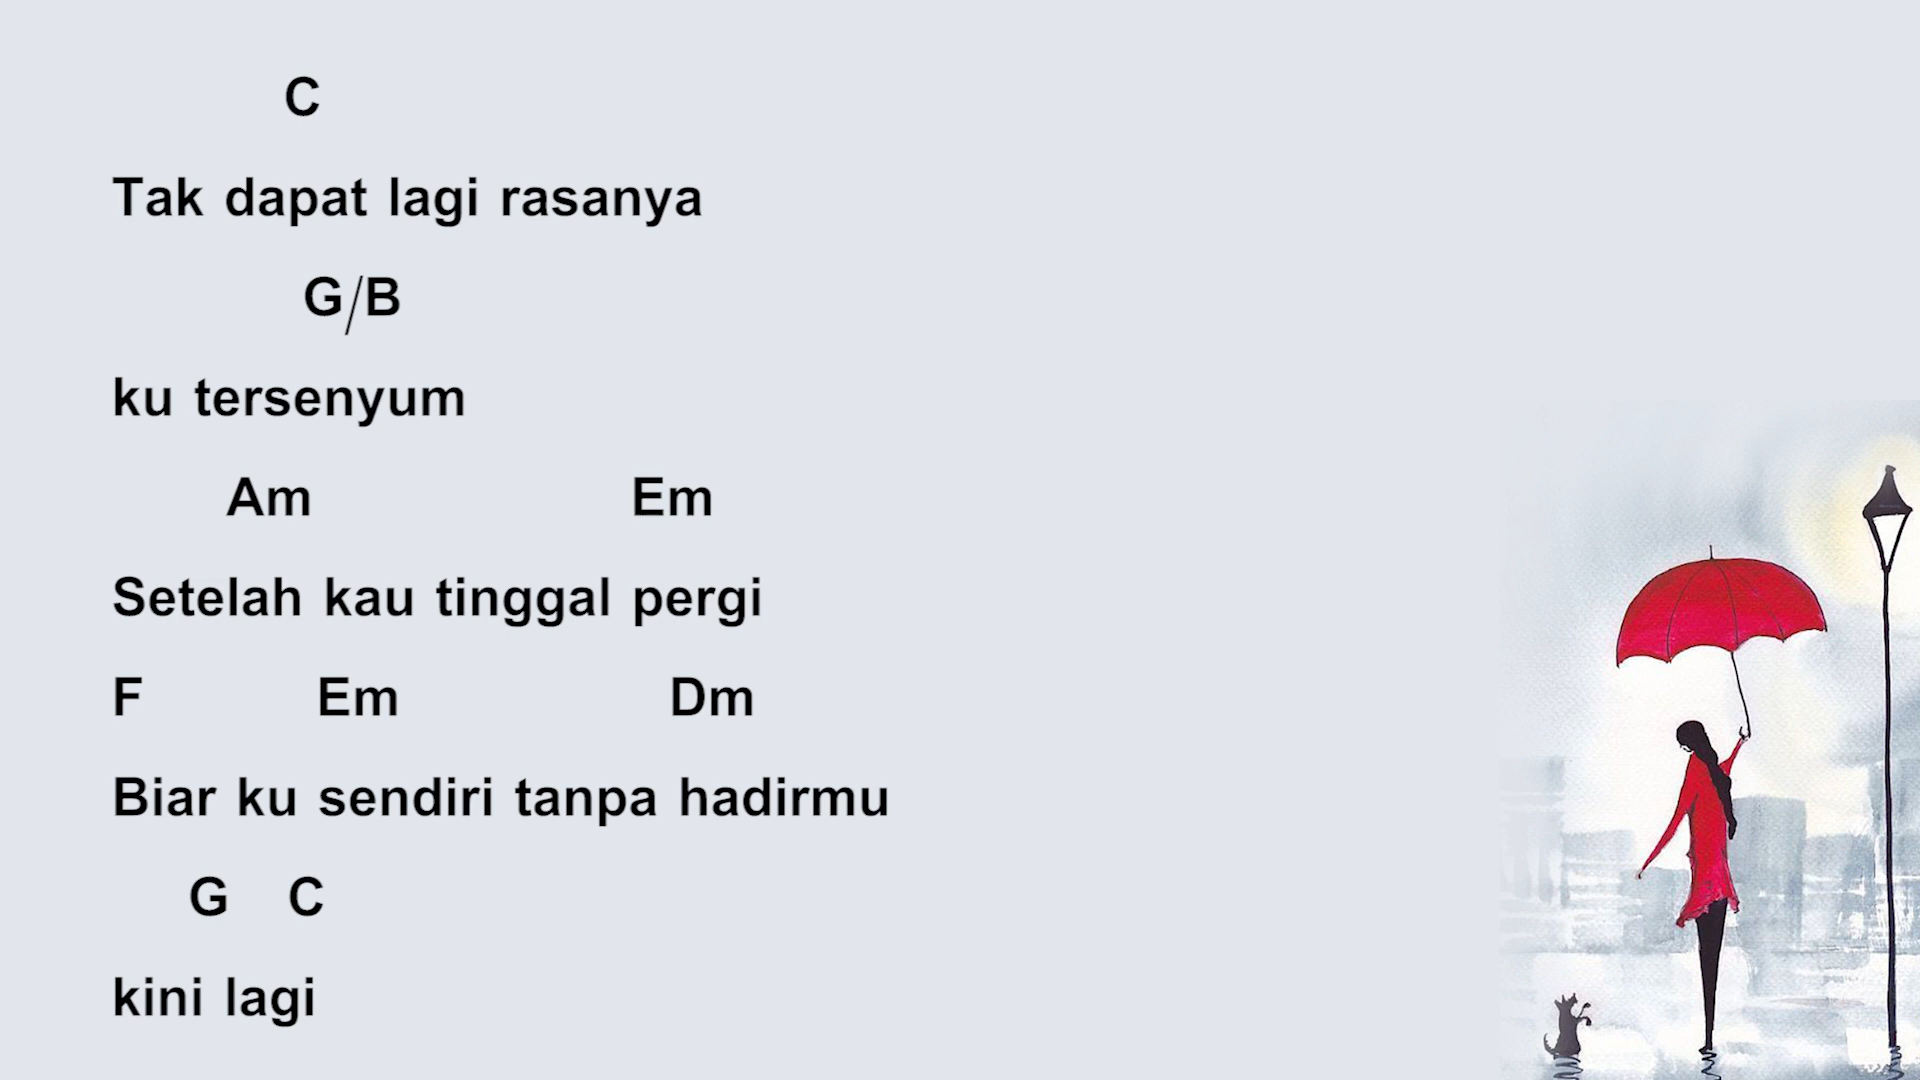 C
Tak dapat lagi rasanya
G/B
ku tersenyum
Am Em
Setelah kau tinggal pergi
F Em Dm
Biar ku sendiri tanpa hadirmu
G C
kini lagi